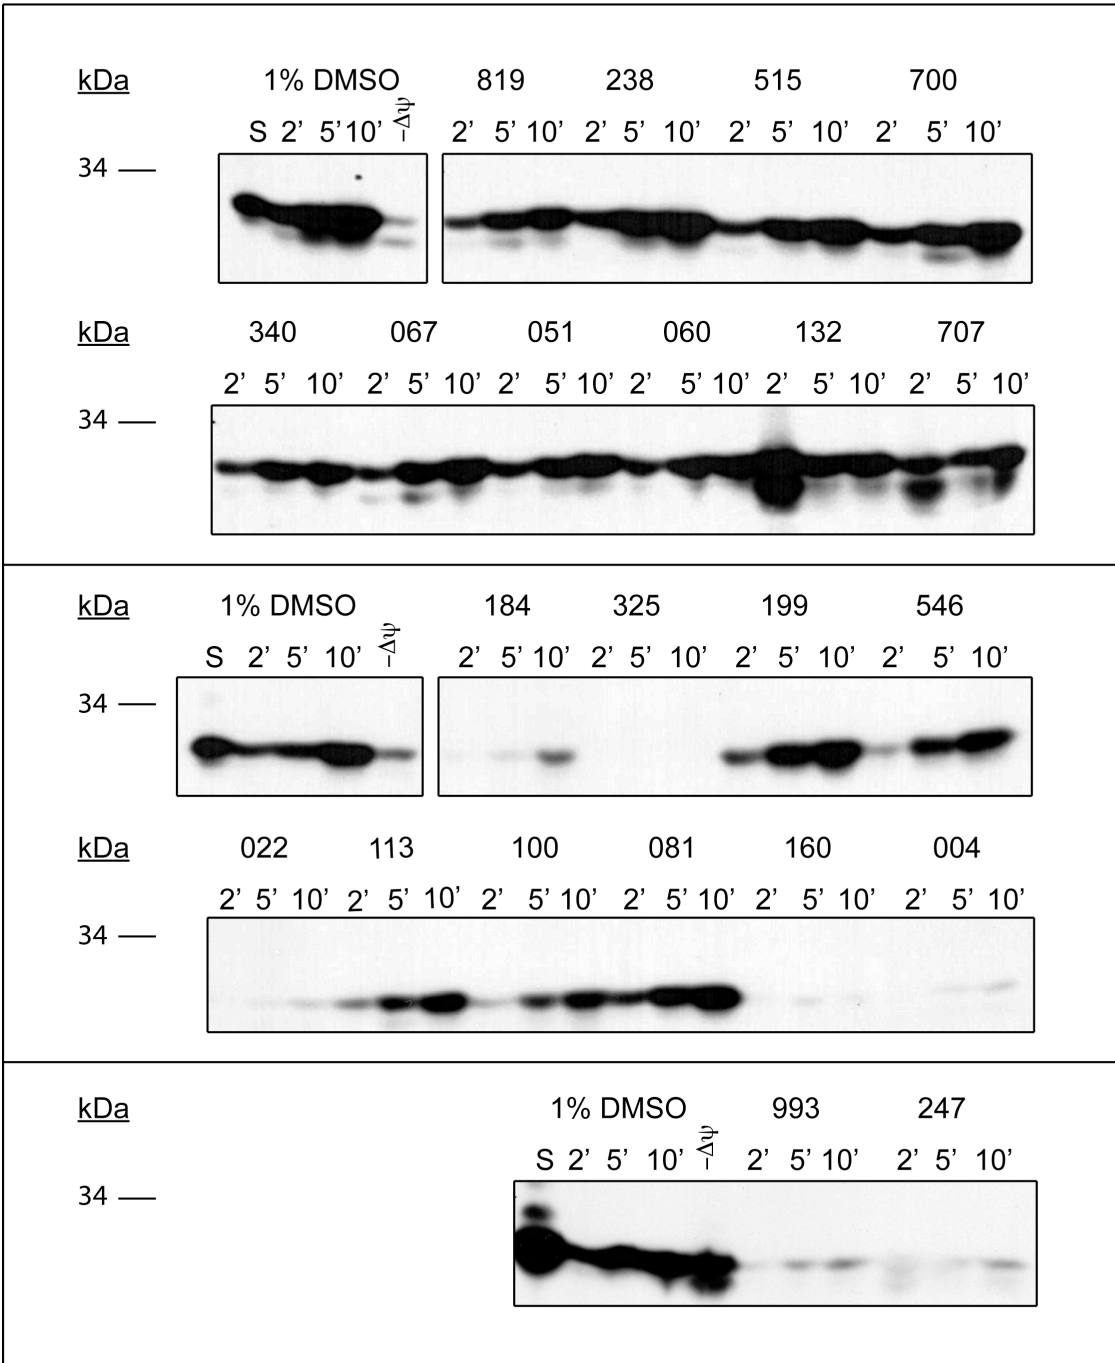 kDa 1% DMSO 819 238 515 700
S 2’ 5’ 10’ -Δψ 2’ 5’ 10’ 2’ 5’ 10’ 2’ 5’ 10’ 2’ 5’ 10’
34
kDa 340 067 051 060 132 707
2’ 5’ 10’ 2’ 5’ 10’ 2’ 5’ 10’ 2’ 5’ 10’ 2’ 5’ 10’ 2’ 5’ 10’
34
kDa 1% DMSO 184 325 199 546
S 2’ 5’ 10’ -Δψ 2’ 5’ 10’ 2’ 5’ 10’ 2’ 5’ 10’ 2’ 5’ 10’
34
kDa 022 113 100 081 160 004
2’ 5’ 10’ 2’ 5’ 10’ 2’ 5’ 10’ 2’ 5’ 10’ 2’ 5’ 10’ 2’ 5’ 10’
34
kDa 1% DMSO 993 247
S 2’ 5’ 10’ -Δψ 2’ 5’ 10’ 2’ 5’ 10’
34